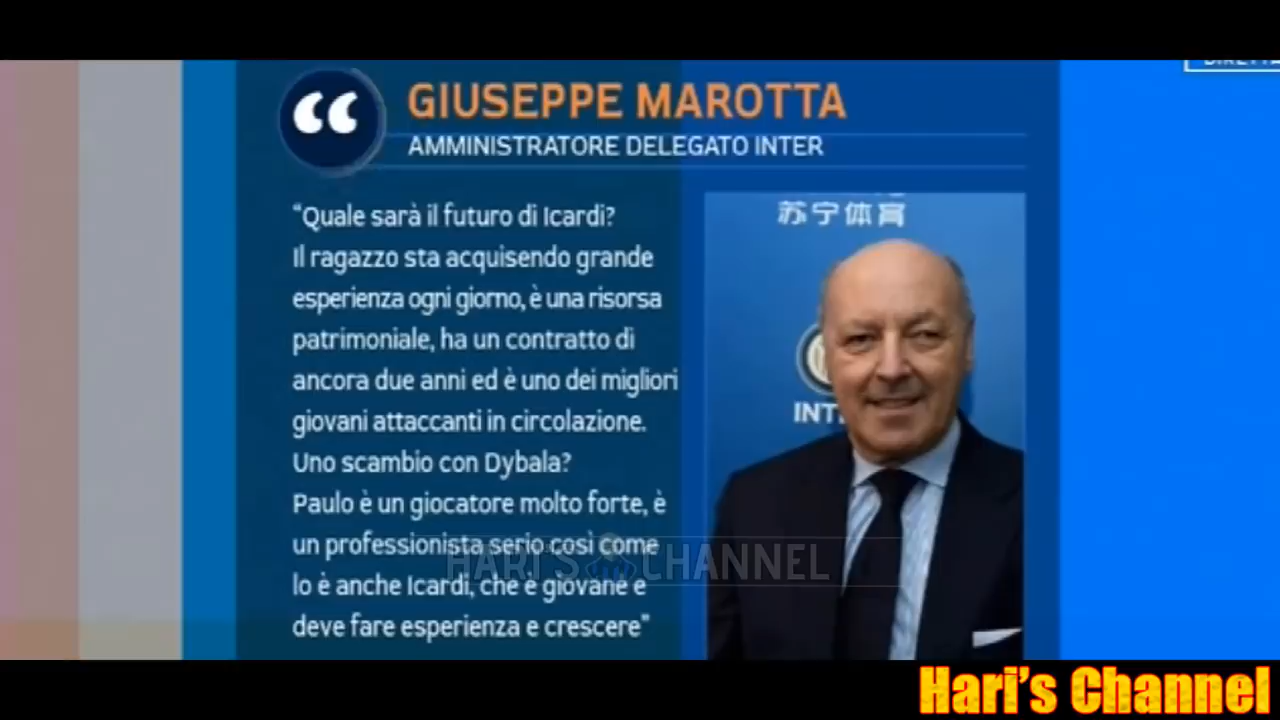 DIRETTA
GIUSEPPE MAROTTA
AMMINISTRATORE DELEGATO INTER
"Quale sarà il futuro di Icardi?
Il ragazzo sta acquisendo grande
esperienza ogni giorno, è una risorsa
patrimoniale, ha un contratto di
ancora due anni ed è uno dei migliori
giovani attaccanti in circolazione.
Uno scambio con Dybala?
Paulo è un giocatore molto forte, è
un professionista serio così come
lo è anche Icardi, che è giovane e
deve fare esperienza e crescere"
苏宁体育
INT
HARI'S CHANNEL
Hari's Channel